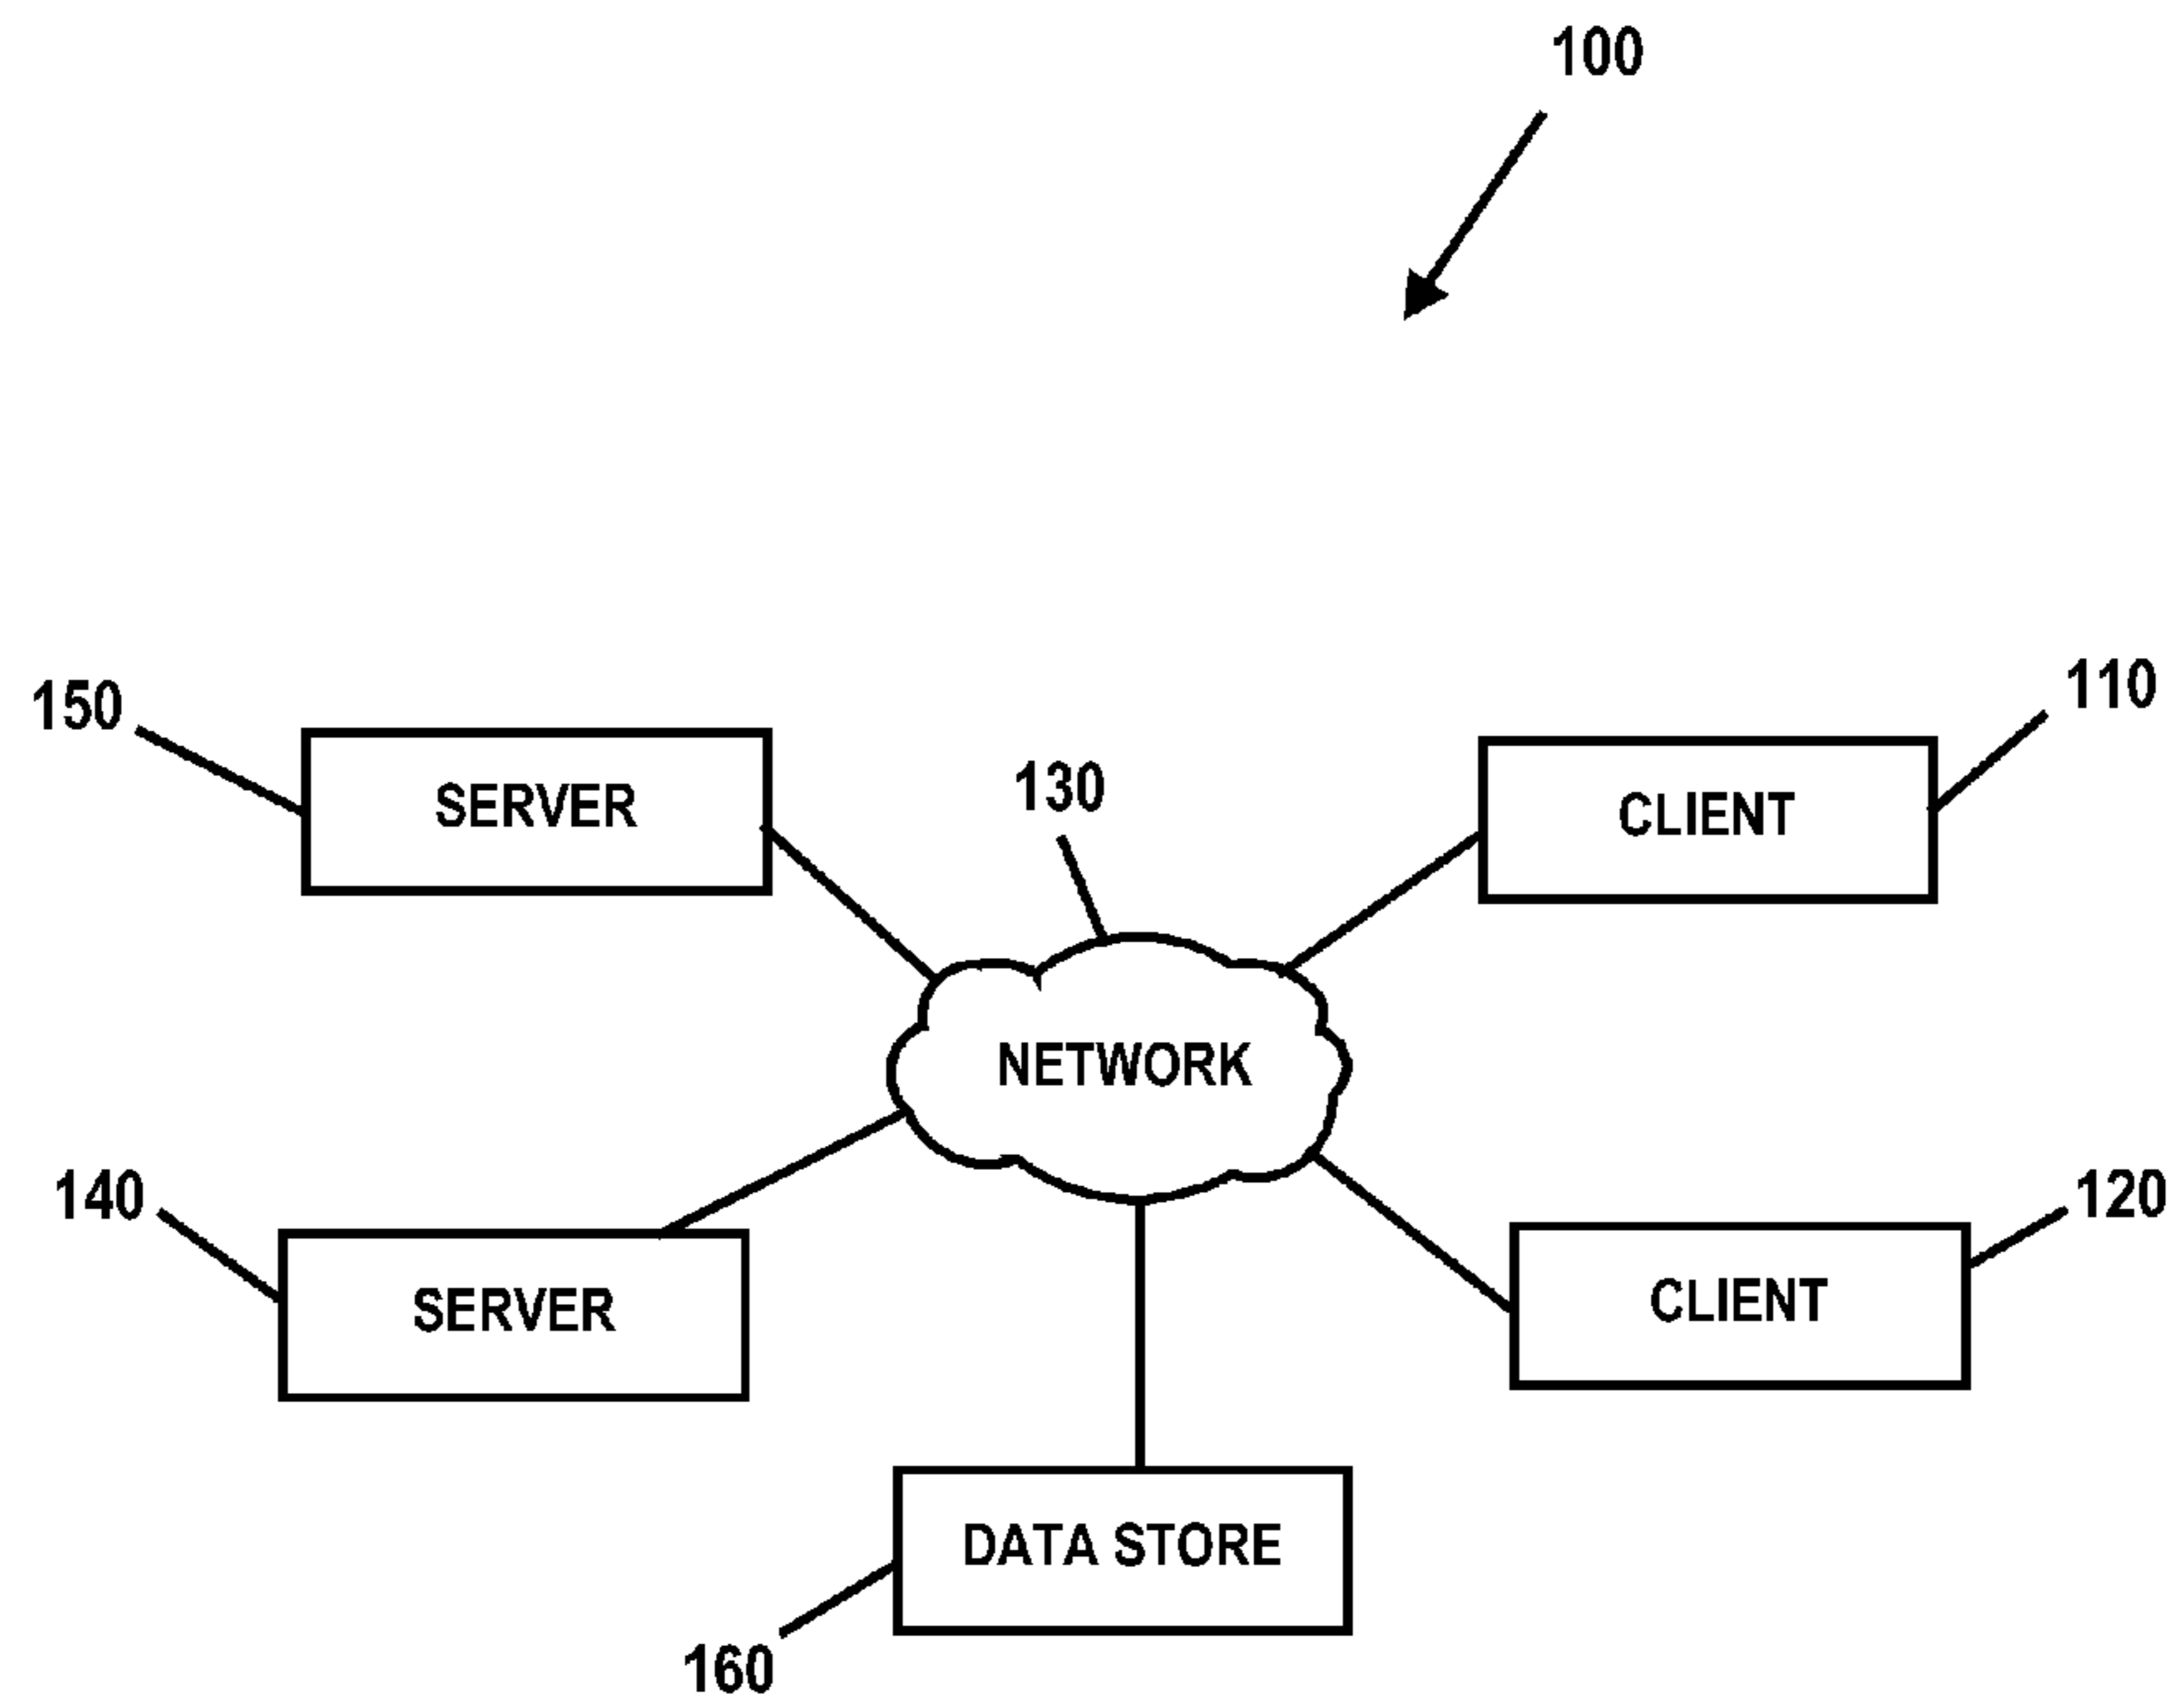 100
150
110
SERVER
130
CLIENT
NETWORK
140
120
SERVER
CLIENT
DATA STORE
160